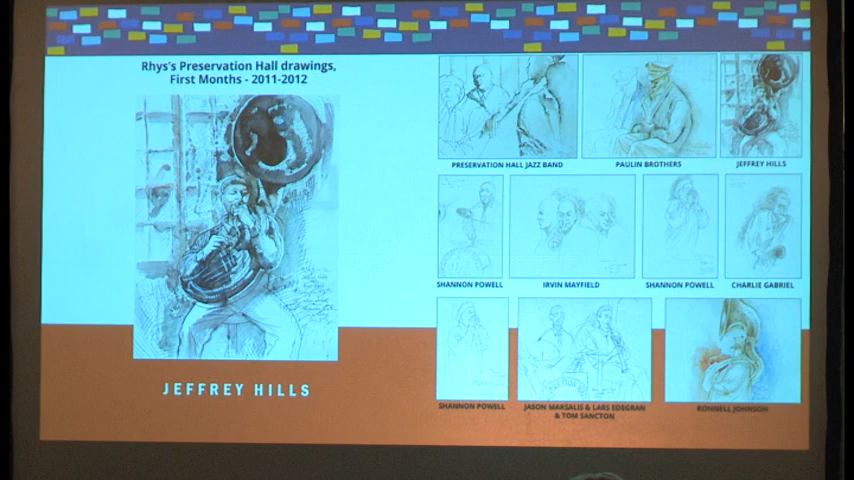 Rhys's Preservation Hall drawings,
First Months - 2011-2012
JEFFREY HILLS
PRESERVATION HALL JAZZ BAND
PAULIN BROTHERS
JEFFREY HILLS
SHANNON POWELL
IRVIN MAYFIELD
SHANNON POWELL
CHARLIE GABRIEL
SHANNON POWELL
JASON MARSALIS & LARS EDEGRAN
& TOM SANCTON
RONNELL JOHNSON